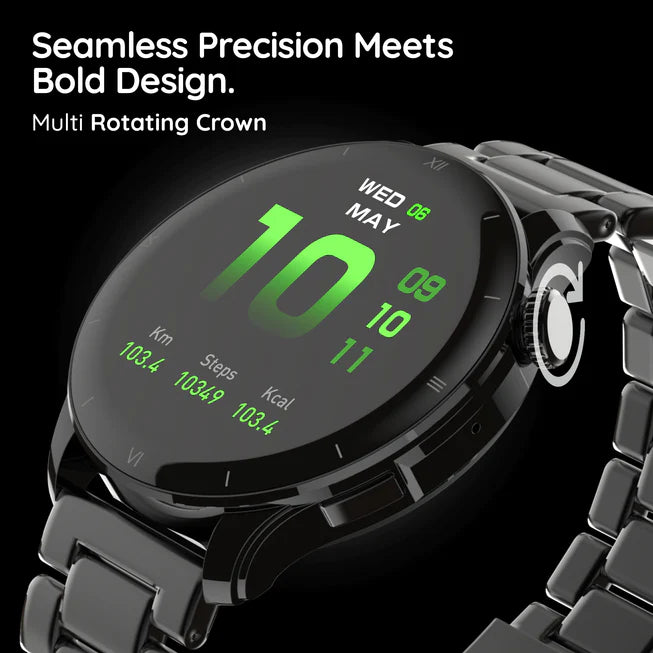 Seamless Precision Meets
Bold Design.
Multi Rotating Crown
XII
WED 06
MAY
10
09
10
11
Km
103.4
Steps
10349
Kcal
103.4
III
VI